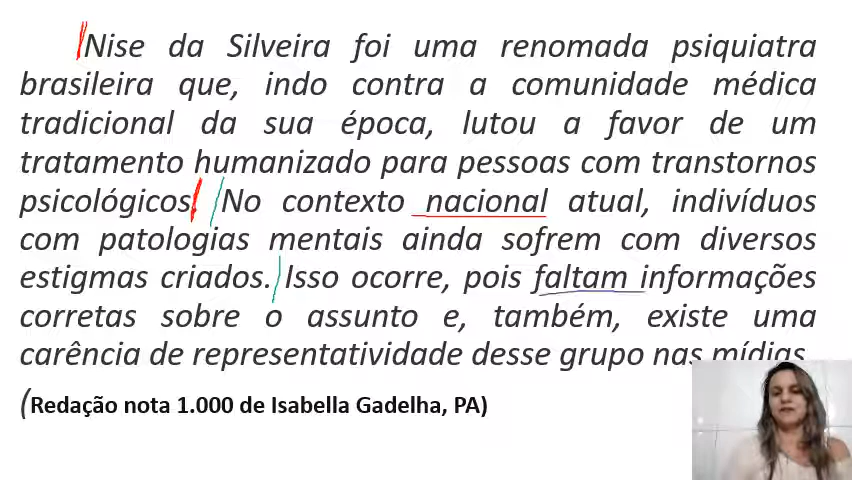 Nise da Silveira foi uma renomada psiquiatra
brasileira que, indo contra a comunidade médica
tradicional da sua época, lutou a favor de um
tratamento humanizado para pessoas com transtornos
psicológicos. No contexto nacional atual, indivíduos
com patologias mentais ainda sofrem com diversos
estigmas criados. Isso ocorre, pois faltam informações
corretas sobre o assunto e, também, existe uma
carência de representatividade desse grupo nas mídias.
(Redação nota 1.000 de Isabella Gadelha, PA)